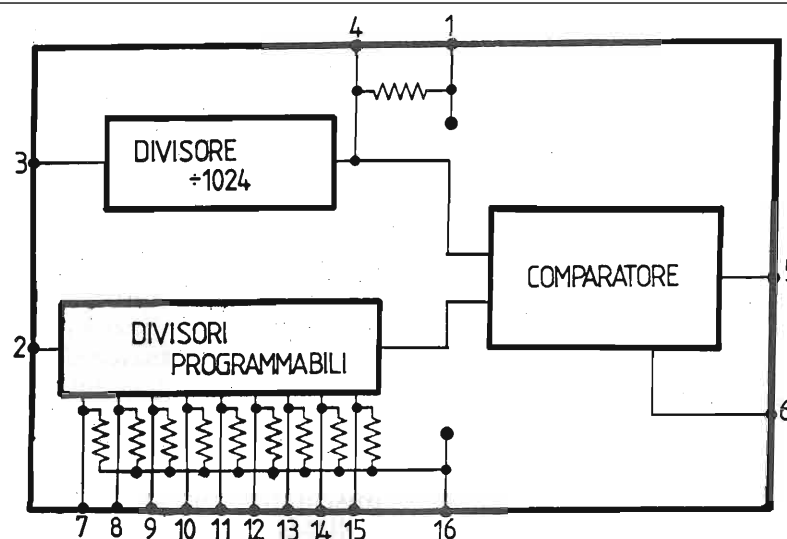 4 1
3
DIVISORE
÷1024
5
COMPARATORE
2
DIVISORI
PROGRAMMABILI
6
7 8 9 10 11 12 13 14 15 16